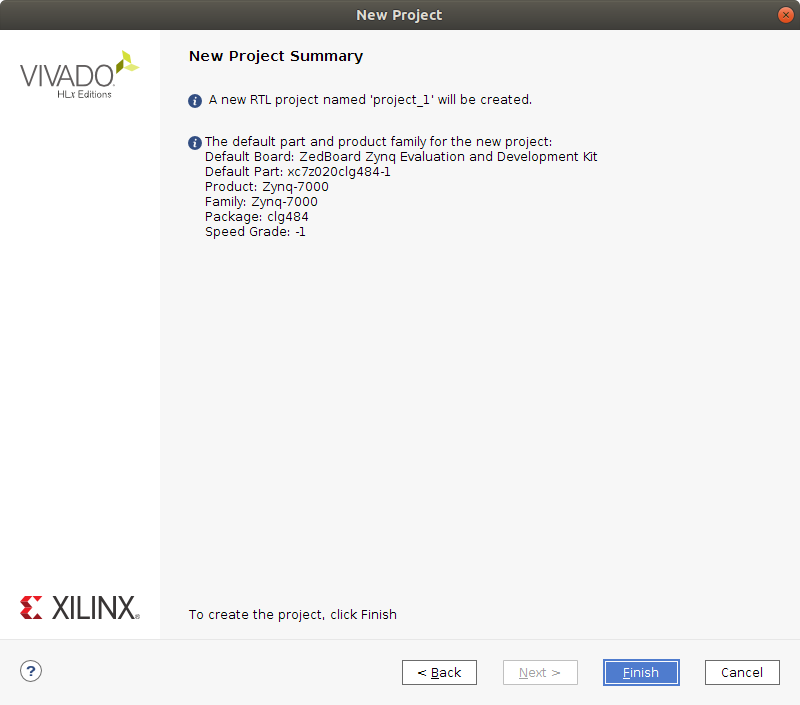 New Project
VIVADO
HLx Editions
New Project Summary
A new RTL project named 'project_1' will be created.
The default part and product family for the new project:
Default Board: ZedBoard Zynq Evaluation and Development Kit
Default Part: xc7z020clg484-1
Product: Zynq-7000
Family: Zynq-7000
Package: clg484
Speed Grade: -1
XILINX
To create the project, click Finish
?
< Back
Next >
Finish
Cancel